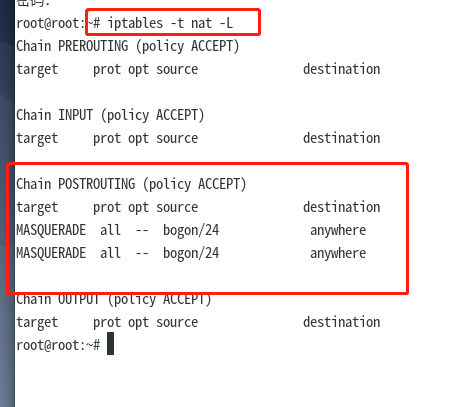 密码:
root@root:~# iptables -t nat -L
Chain PREROUTING (policy ACCEPT)
target     prot opt source               destination

Chain INPUT (policy ACCEPT)
target     prot opt source               destination

Chain POSTROUTING (policy ACCEPT)
target     prot opt source               destination
MASQUERADE  all  --  bogon/24             anywhere
MASQUERADE  all  --  bogon/24             anywhere

Chain OUTPUT (policy ACCEPT)
target     prot opt source               destination
root@root:~#